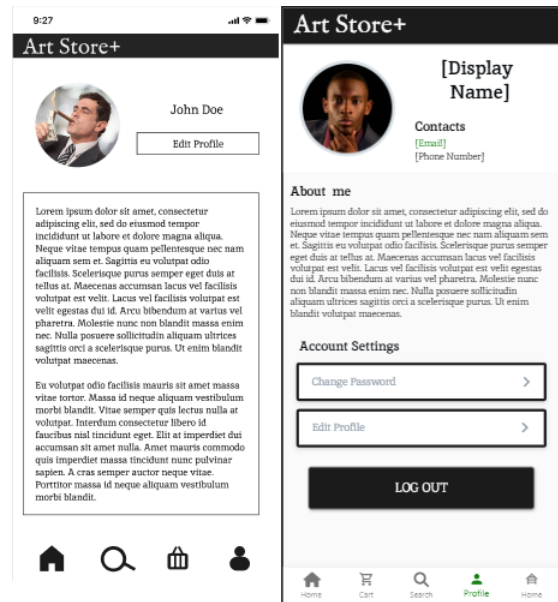 9:27
Art Store+
John Doe
Edit Profile
Lorem ipsum dolor sit amet, consectetur
adipiscing elit, sed do eiusmod tempor
incididunt ut labore et dolore magna aliqua.
Neque vitae tempus quam pellentesque nec nam
aliquam sem et. Sagittis eu volutpat odio
facilisis. Scelerisque purus semper eget duis at
tellus at. Maecenas accumsan lacus vel facilisis
volutpat est velit. Lacus vel facilisis volutpat est
velit egestas dui id. Arcu bibendum at varius vel
pharetra. Molestie nunc non blandit massa enim
nec. Nulla posuere sollicitudin aliquam ultrices
sagittis orci a scelerisque purus. Ut enim blandit
volutpat maecenas.
Eu volutpat odio facilisis mauris sit amet massa
vitae tortor. Massa id neque aliquam vestibulum
morbi blandit. Vitae semper quis lectus nulla at
volutpat. Interdum consectetur libero id
faucibus nisl tincidunt eget. Elit at imperdiet dui
accumsan sit amet nulla. Amet mauris commodo
quis imperdiet massa tincidunt nunc pulvinar
sapien. A cras semper auctor neque vitae.
Porttitor massa id neque aliquam vestibulum
morbi blandit.
Art Store+
[Display
Name]
Contacts
[Email]
[Phone Number]
About me
Lorem ipsum dolor sit amet, consectetur adipiscing elit, sed do
eiusmod tempor incididunt ut labore et dolore magna aliqua.
Neque vitae tempus quam pellentesque nec nam aliquam sem
et. Sagittis eu volutpat odio facilisis. Scelerisque purus semper
eget duis at tellus at. Maecenas accumsan lacus vel facilisis
volutpat est velit. Lacus vel facilisis volutpat est velit egestas
dui id. Arcu bibendum at varius vel pharetra. Molestie nunc
non blandit massa enim nec. Nulla posuere sollicitudin
aliquam ultrices sagittis orci a scelerisque purus. Ut enim
blandit volutpat maecenas.
Account Settings
Change Password
Edit Profile
LOG OUT
Home
Cart
Search
Profile
Home